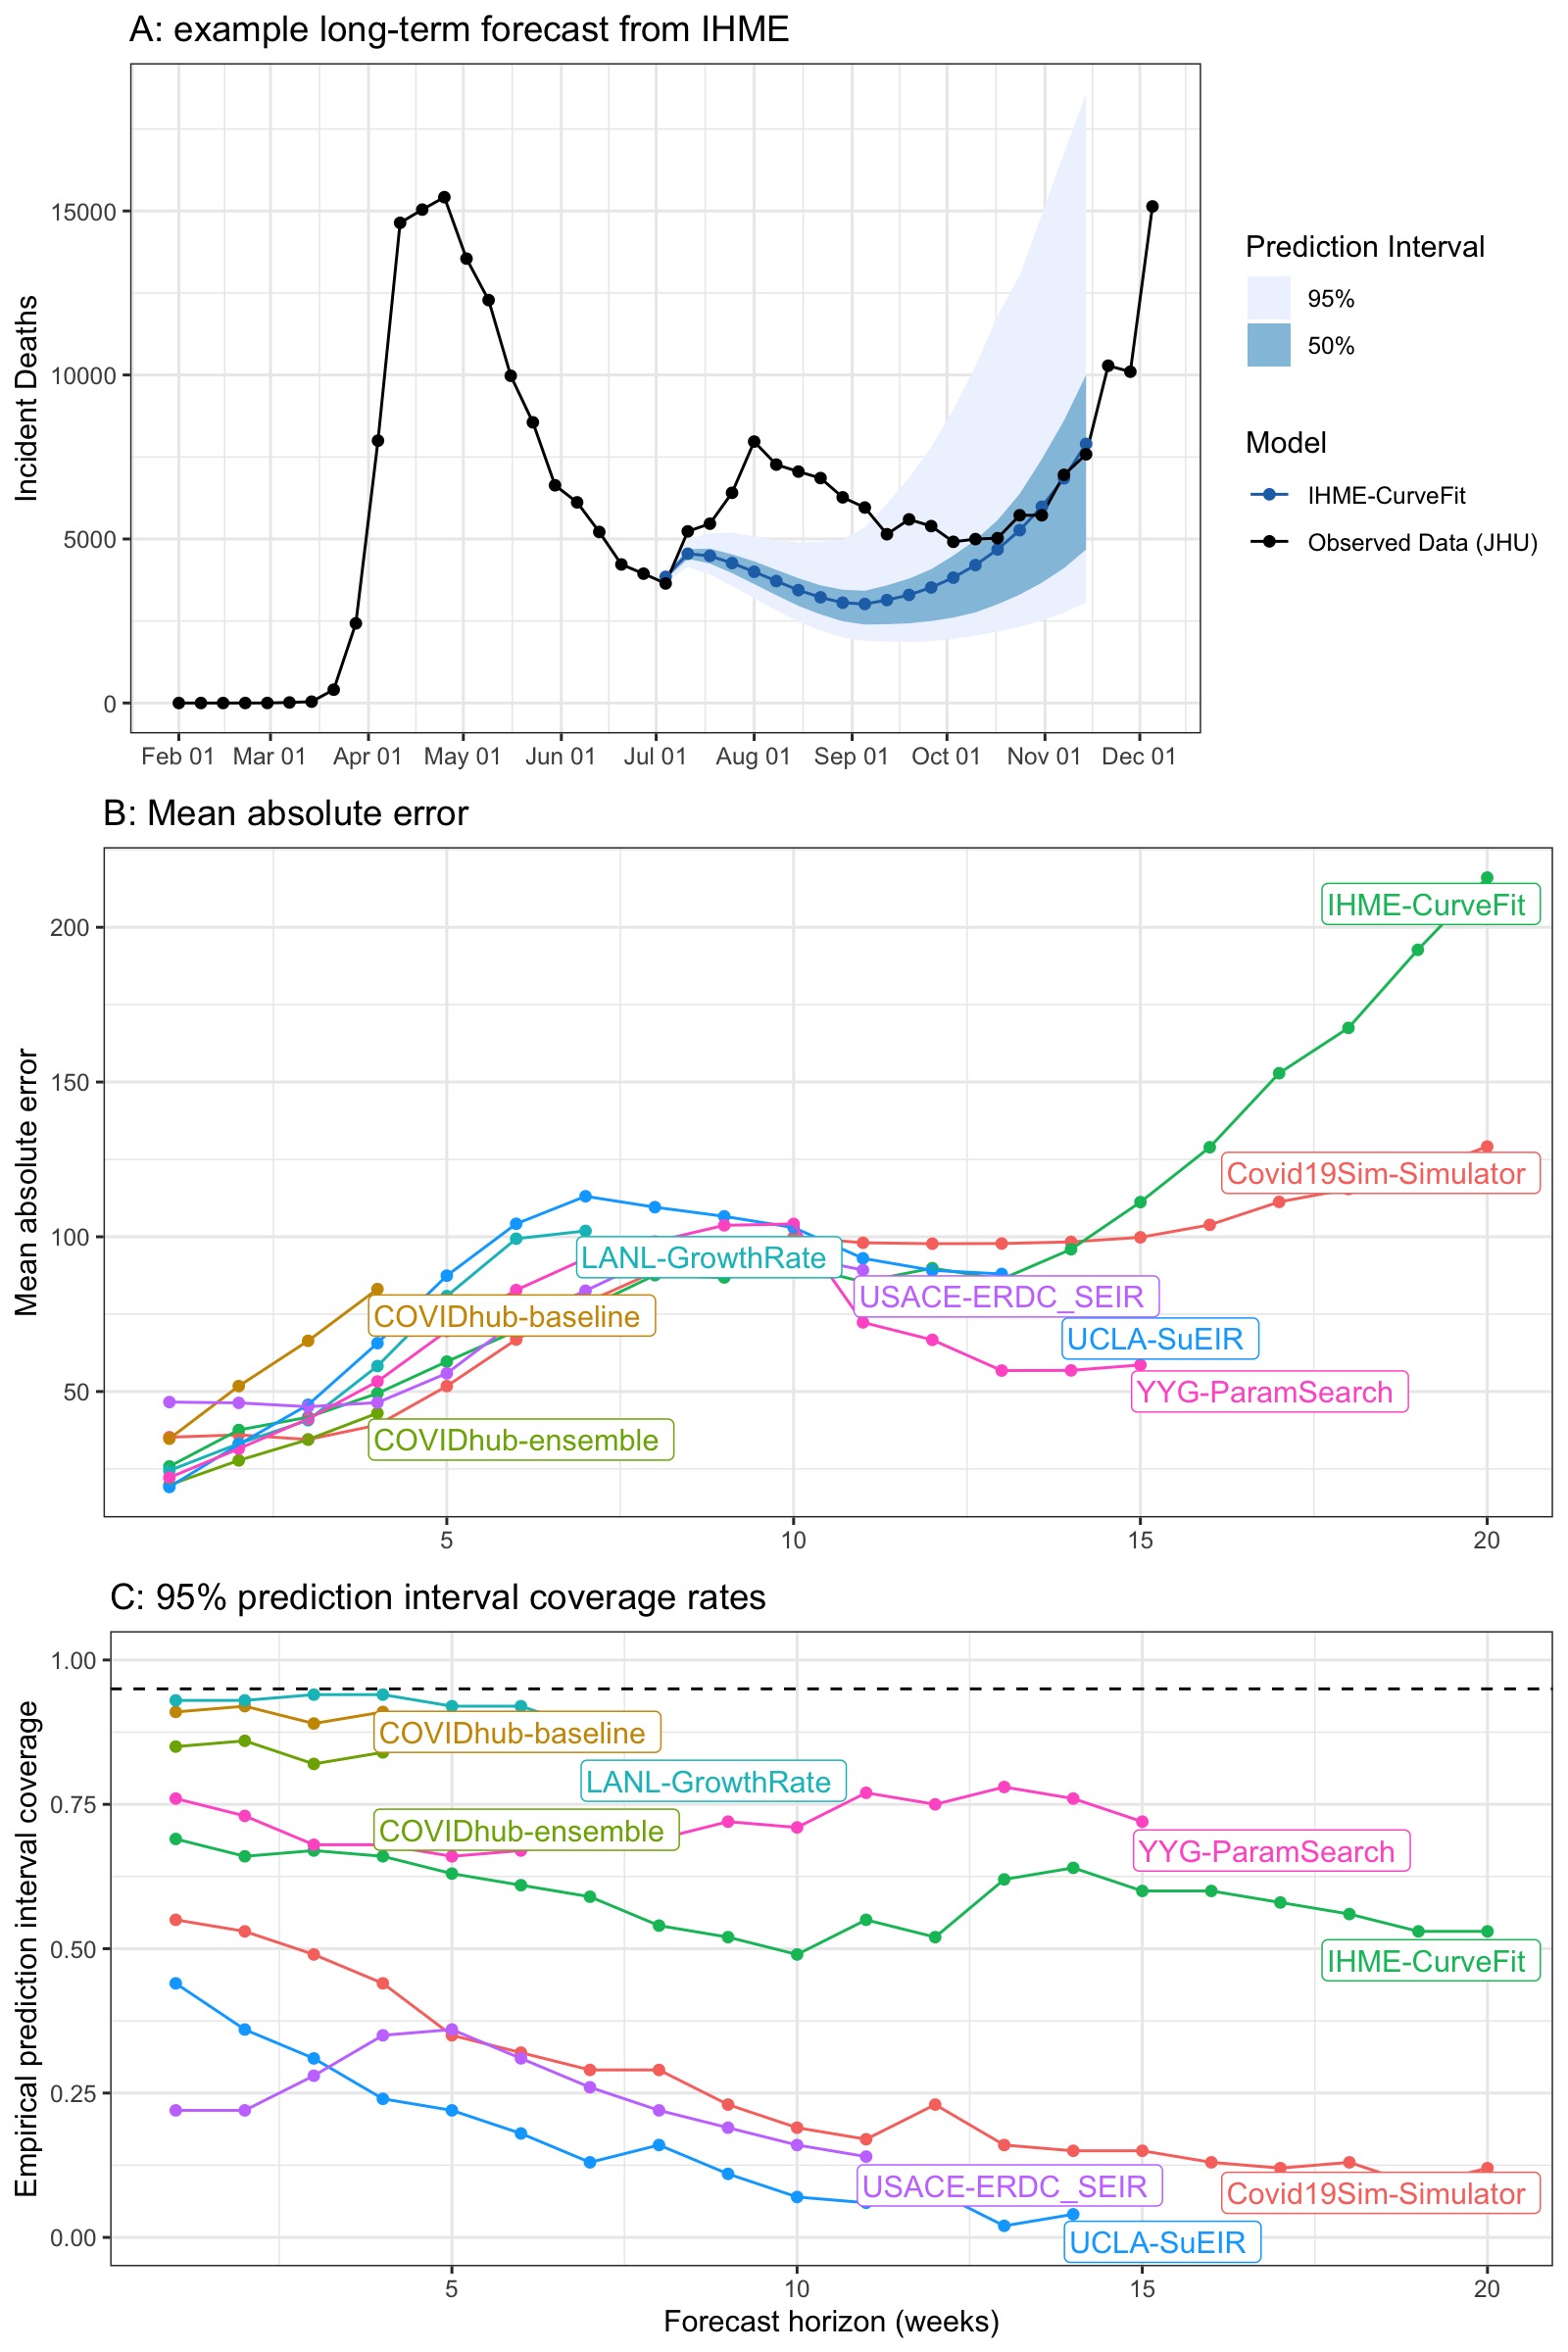 A: example long-term forecast from IHME
Incident Deaths
15000
10000
5000
0
Feb 01 Mar 01 Apr 01 May 01 Jun 01 Jul 01 Aug 01 Sep 01 Oct 01 Nov 01 Dec 01
Prediction Interval
95%
50%
Model
IHME-CurveFit
Observed Data (JHU)
B: Mean absolute error
Mean absolute error
200
150
100
50
IHME-CurveFit
Covid19Sim-Simulator
LANL-GrowthRate
USACE-ERDC_SEIR
COVIDhub-baseline
UCLA-SuEIR
YYG-ParamSearch
COVIDhub-ensemble
5 10 15 20
C: 95% prediction interval coverage rates
Empirical prediction interval coverage
1.00
0.75
0.50
0.25
0.00
COVIDhub-baseline
LANL-GrowthRate
COVIDhub-ensemble
YYG-ParamSearch
IHME-CurveFit
USACE-ERDC_SEIR
Covid19Sim-Simulator
UCLA-SuEIR
5 10 15 20
Forecast horizon (weeks)